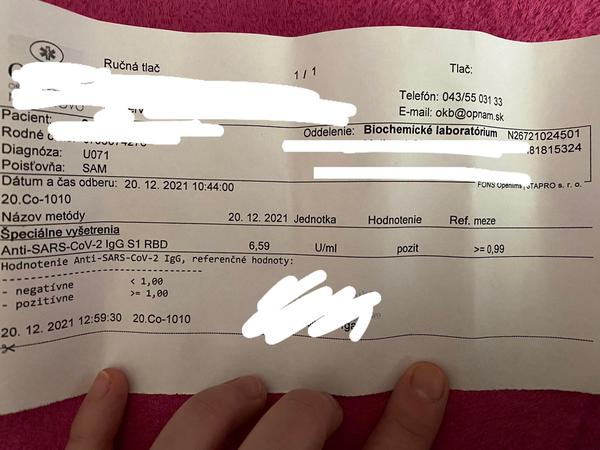 Ručná tlač
1 / 1
Tlač:
Telefón: 043/55 031 33
E-mail: okb@opnam.sk
Pacient:
Rodné
Oddelenie: Biochemické laboratórium N26721024501
Diagnóza: U071
81815324
Poisťovňa: SAM
FONS Openlims STAPRO s. r. o.
Dátum a čas odberu: 20. 12. 2021 10:44:00
20.Co-1010
Názov metódy 20. 12. 2021 Jednotka Hodnotenie Ref. meze
Špeciálne vyšetrenia
Anti-SARS-CoV-2 IgG S1 RBD 6,59 U/ml pozit >= 0,99
Hodnotenie Anti-SARS-CoV-2 IgG, referenčné hodnoty:
- negatívne < 1,00
- pozitívne >= 1,00
20. 12. 2021 12:59:30 20.Co-1010